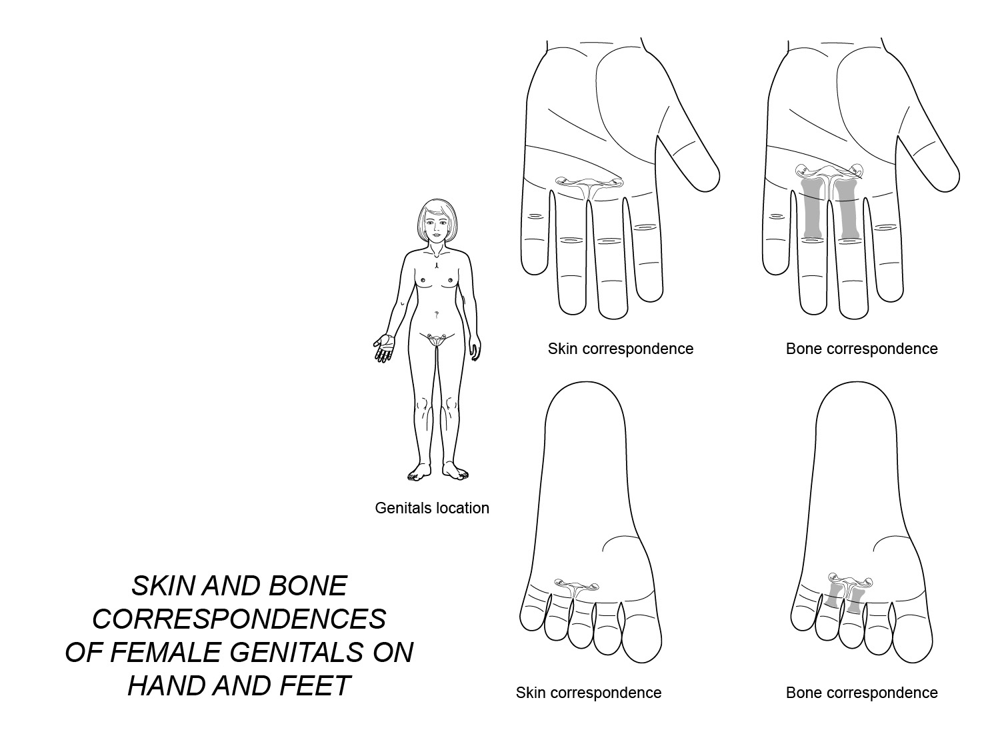 Skin correspondence
Bone correspondence
Genitals location
SKIN AND BONE
CORRESPONDENCES
OF FEMALE GENITALS ON
HAND AND FEET
Skin correspondence
Bone correspondence